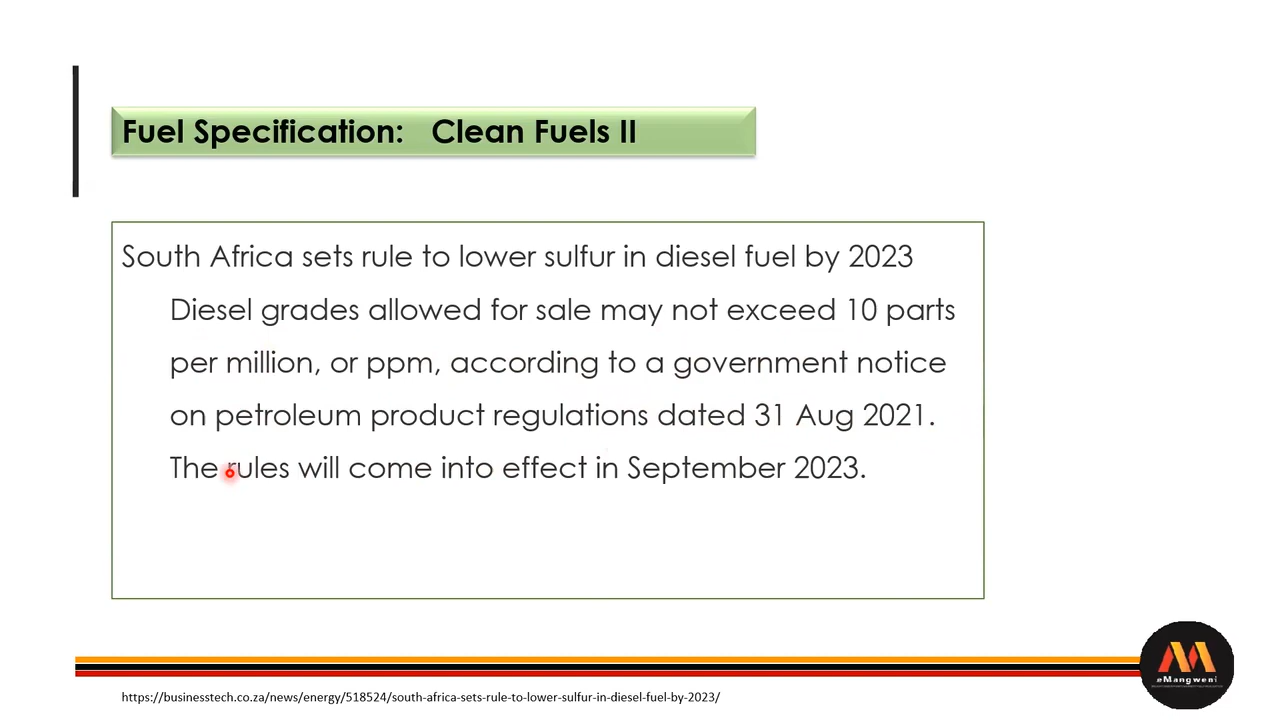 Fuel Specification: Clean Fuels II
South Africa sets rule to lower sulfur in diesel fuel by 2023
Diesel grades allowed for sale may not exceed 10 parts
per million, or ppm, according to a government notice
on petroleum product regulations dated 31 Aug 2021.
The rules will come into effect in September 2023.
eMangweni
https://businesstech.co.za/news/energy/518524/south-africa-sets-rule-to-lower-sulfur-in-diesel-fuel-by-2023/